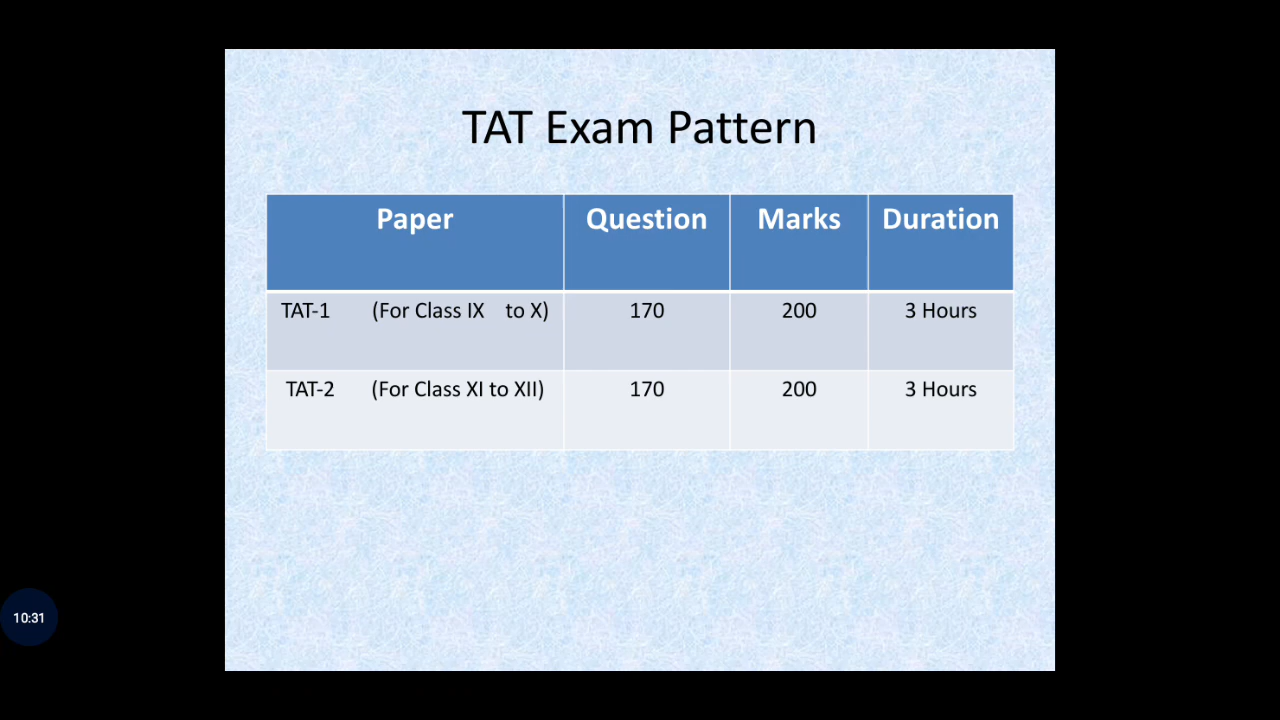 TAT Exam Pattern
Paper Question Marks Duration
TAT-1 (For Class IX to X) 170 200 3 Hours
TAT-2 (For Class XI to XII) 170 200 3 Hours
10:31